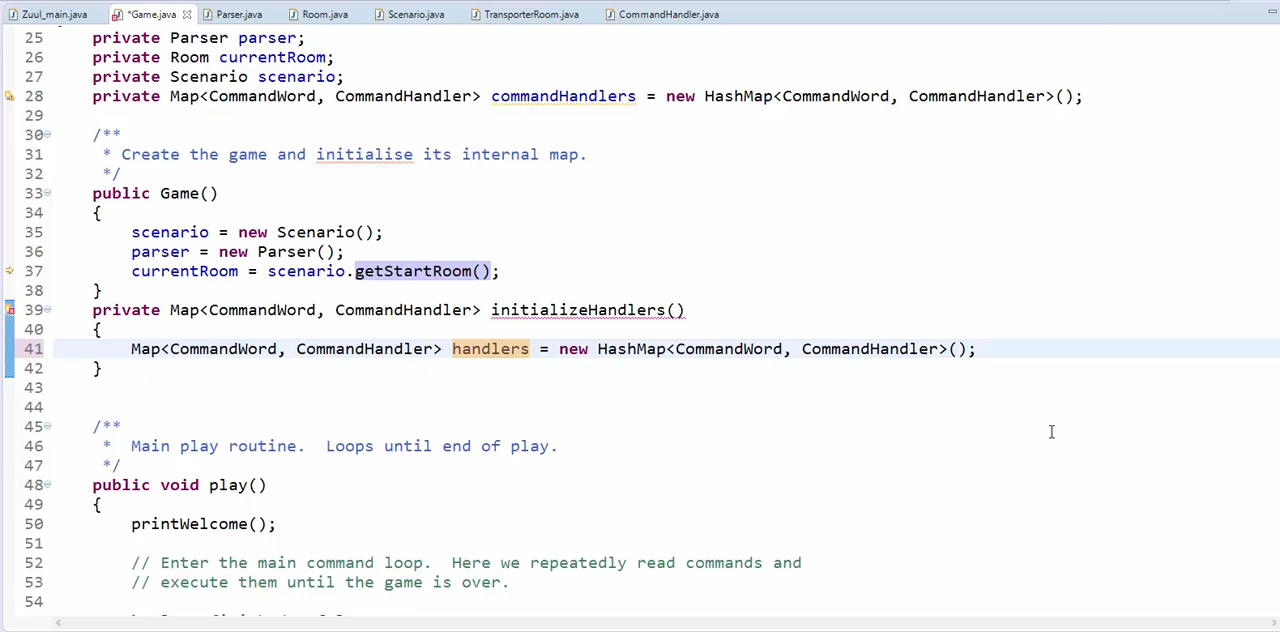 Zuul_main.java *Game.java Parser.java Room.java Scenario.java TransporterRoom.java CommandHandler.java
25 private Parser parser;
26 private Room currentRoom;
27 private Scenario scenario;
28 private Map<CommandWord, CommandHandler> commandHandlers = new HashMap<CommandWord, CommandHandler>();
29
30 /**
31 * Create the game and initialise its internal map.
32 */
33 public Game()
34 {
35 scenario = new Scenario();
36 parser = new Parser();
37 currentRoom = scenario.getStartRoom();
38 }
39 private Map<CommandWord, CommandHandler> initializeHandlers()
40 {
41 Map<CommandWord, CommandHandler> handlers = new HashMap<CommandWord, CommandHandler>();
42 }
43
44
45 /**
46 * Main play routine. Loops until end of play.
47 */
48 public void play()
49 {
50 printWelcome();
51
52 // Enter the main command loop. Here we repeatedly read commands and
53 // execute them until the game is over.
54